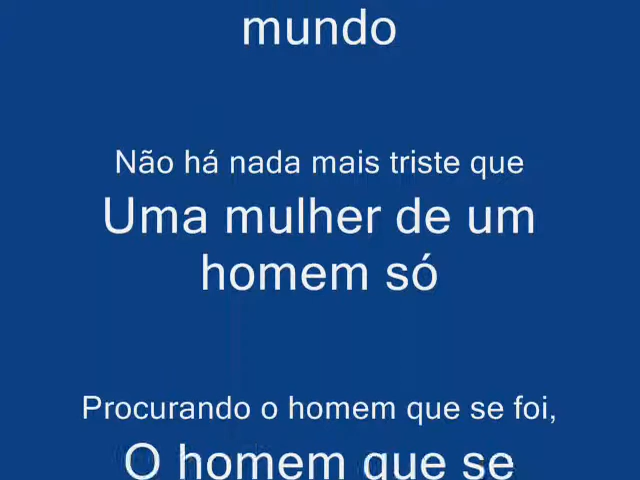 mundo
Não há nada mais triste que
Uma mulher de um
homem só
Procurando o homem que se foi,
O homem que se